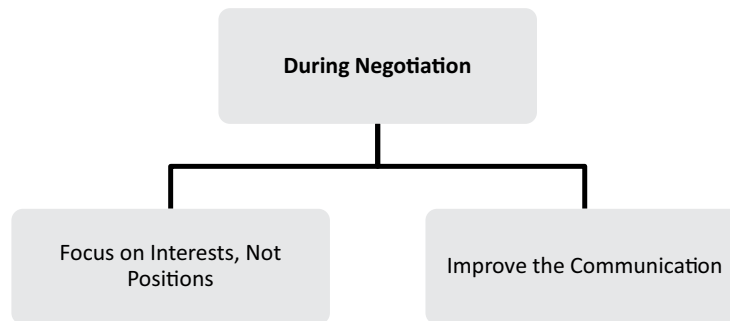 During Negotiation
Focus on Interests, Not
Positions
Improve the Communication